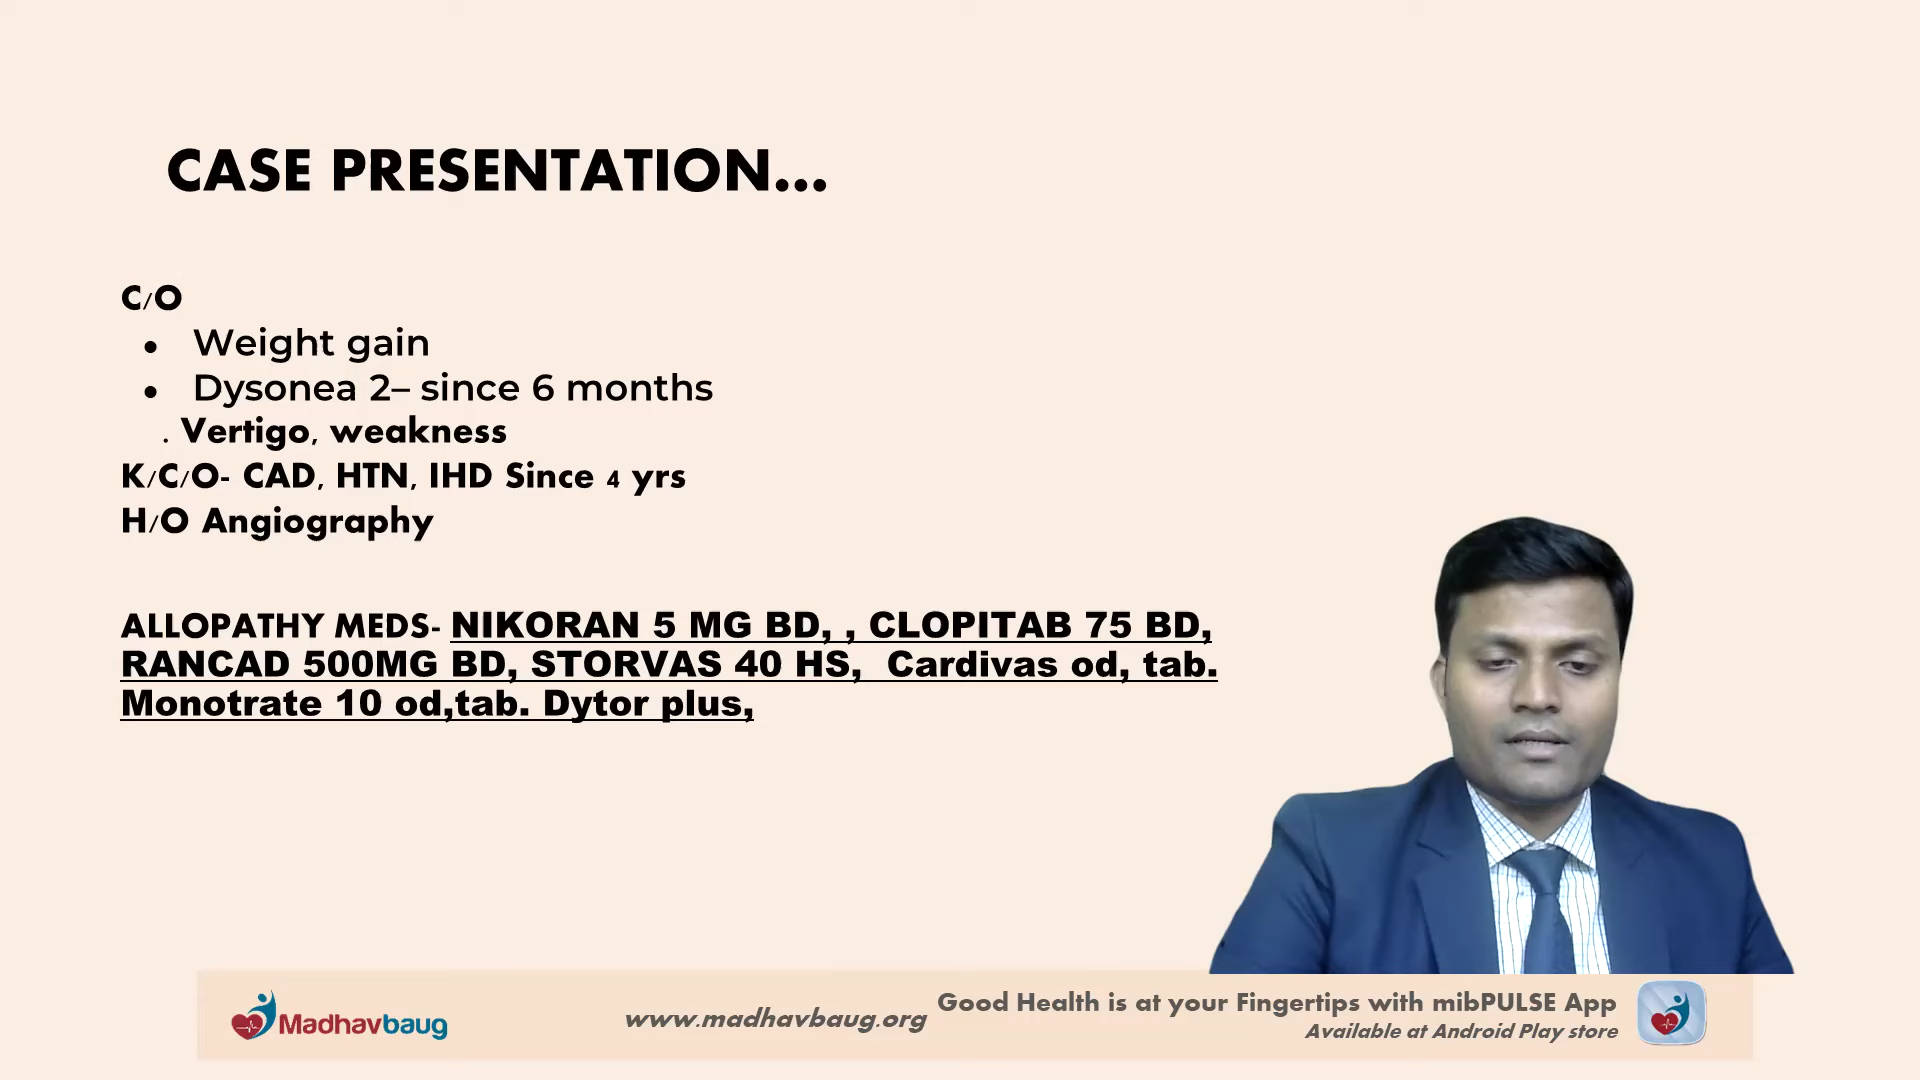 CASE PRESENTATION...
C/O
• Weight gain
• Dysonea 2– since 6 months
. Vertigo, weakness
K/C/O- CAD, HTN, IHD Since 4 yrs
H/O Angiography
ALLOPATHY MEDS- NIKORAN 5 MG BD, , CLOPITAB 75 BD,
RANCAD 500MG BD, STORVAS 40 HS, Cardivas od, tab.
Monotrate 10 od,tab. Dytor plus,
Madhavbaug
www.madhavbaug.org
Good Health is at your Fingertips with mibPULSE App
Available at Android Play store